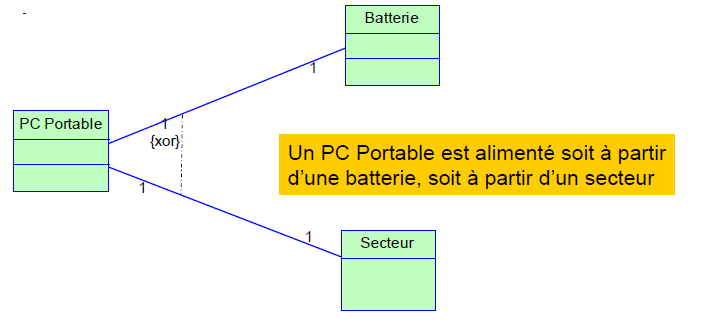 Batterie
1
PC Portable
1
{xor}
Un PC Portable est alimenté soit à partir
d’une batterie, soit à partir d’un secteur
1
1
Secteur